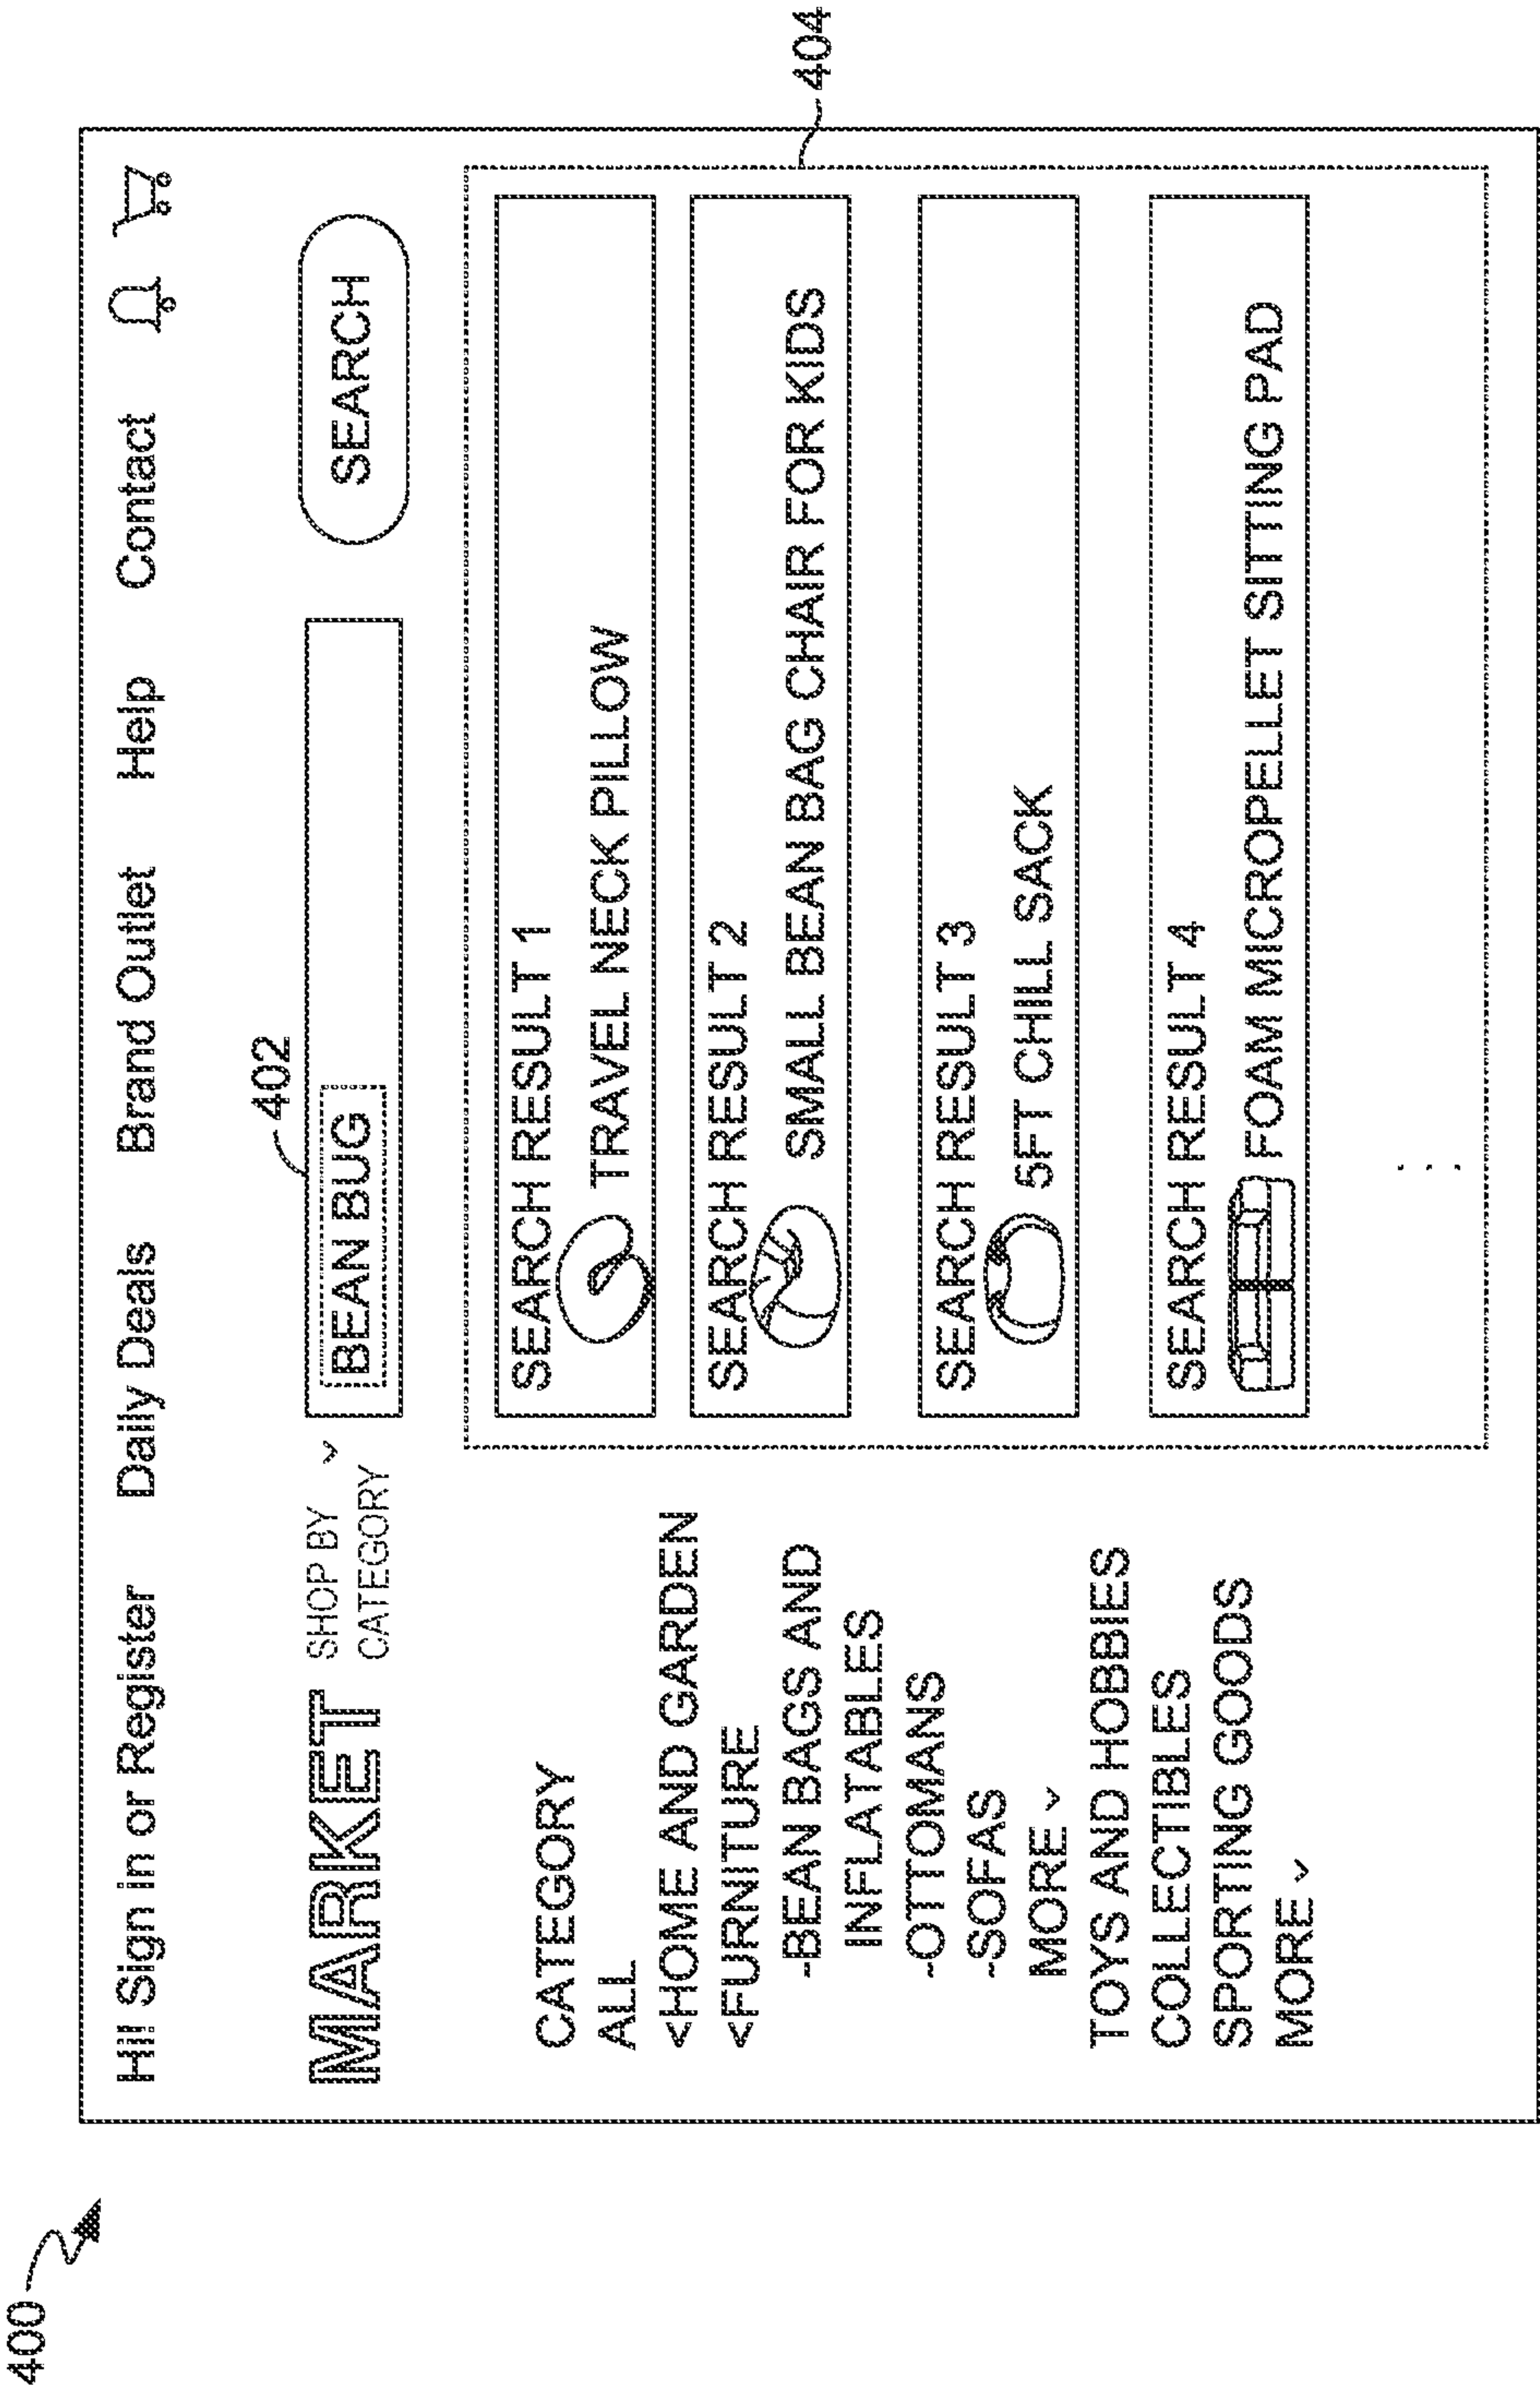 400
Hi! Sign in or Register Daily Deals Brand Outlet Help Contact
402
MARKET SHOP BY CATEGORY BEAN BUG SEARCH
404
CATEGORY
ALL
<HOME AND GARDEN
<FURNITURE
-BEAN BAGS AND
INFLATABLES
-OTTOMANS
-SOFAS
MORE
TOYS AND HOBBIES
COLLECTIBLES
SPORTING GOODS
MORE
SEARCH RESULT 1
TRAVEL NECK PILLOW
SEARCH RESULT 2
SMALL BEAN BAG CHAIR FOR KIDS
SEARCH RESULT 3
5FT CHILL SACK
SEARCH RESULT 4
FOAM MICROPELLET SITTING PAD
. . .